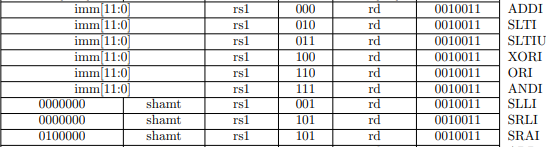 imm[11:0] rs1 000 rd 0010011 ADDI
imm[11:0] rs1 010 rd 0010011 SLTI
imm[11:0] rs1 011 rd 0010011 SLTIU
imm[11:0] rs1 100 rd 0010011 XORI
imm[11:0] rs1 110 rd 0010011 ORI
imm[11:0] rs1 111 rd 0010011 ANDI
0000000 shamt rs1 001 rd 0010011 SLLI
0000000 shamt rs1 101 rd 0010011 SRLI
0100000 shamt rs1 101 rd 0010011 SRAI